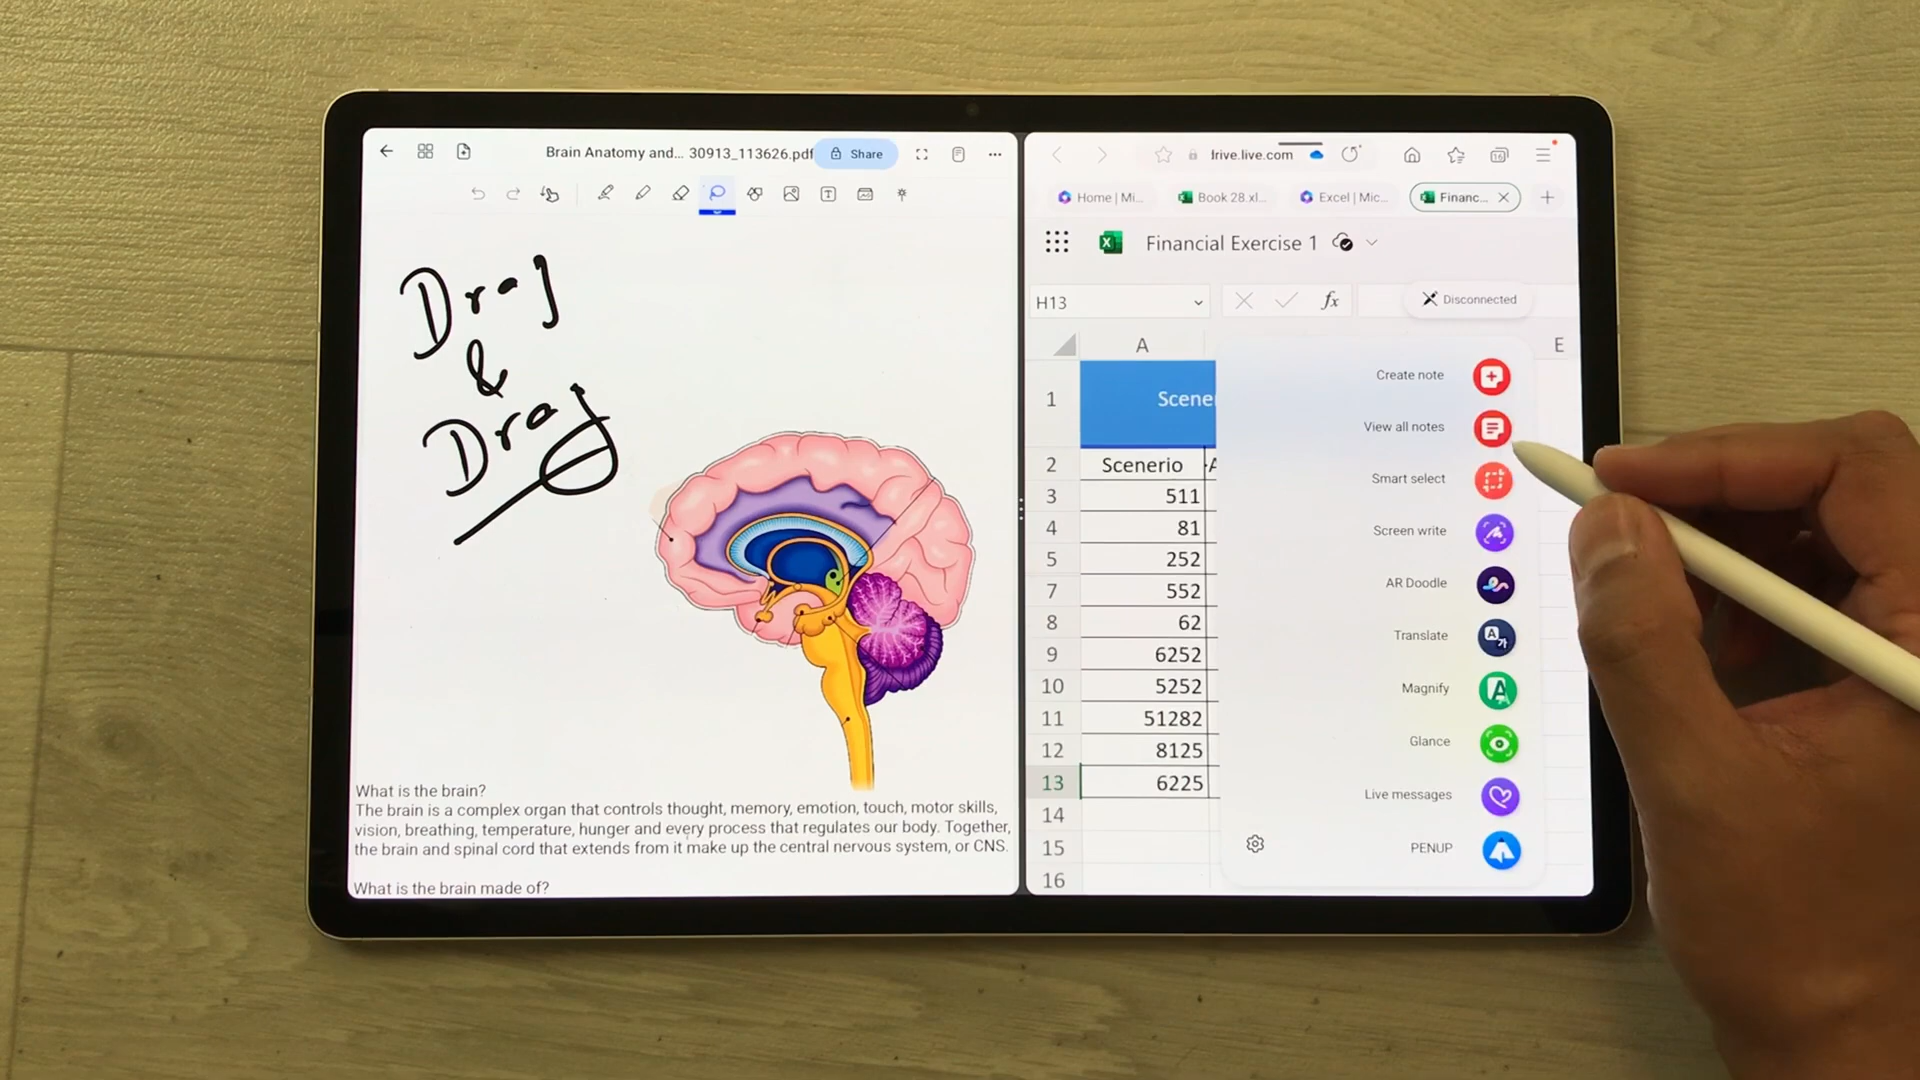 Brain Anatomy and... 30913_113626.pdf
Share
Drag
&
Drag
What is the brain?
The brain is a complex organ that controls thought, memory, emotion, touch, motor skills,
vision, breathing, temperature, hunger and every process that regulates our body. Together,
the brain and spinal cord that extends from it make up the central nervous system, or CNS.
What is the brain made of?
lrive.live.com
16
Home | Mi...
Book 28.xl...
Excel | Mic...
Financ...
Financial Exercise 1
H13
fx
Disconnected
A
E
1 Scene
2 Scenerio
3 511
4 81
5 252
7 552
8 62
9 6252
10 5252
11 51282
12 8125
13 6225
14
15
16
Create note
View all notes
Smart select
Screen write
AR Doodle
Translate
Magnify
Glance
Live messages
PENUP